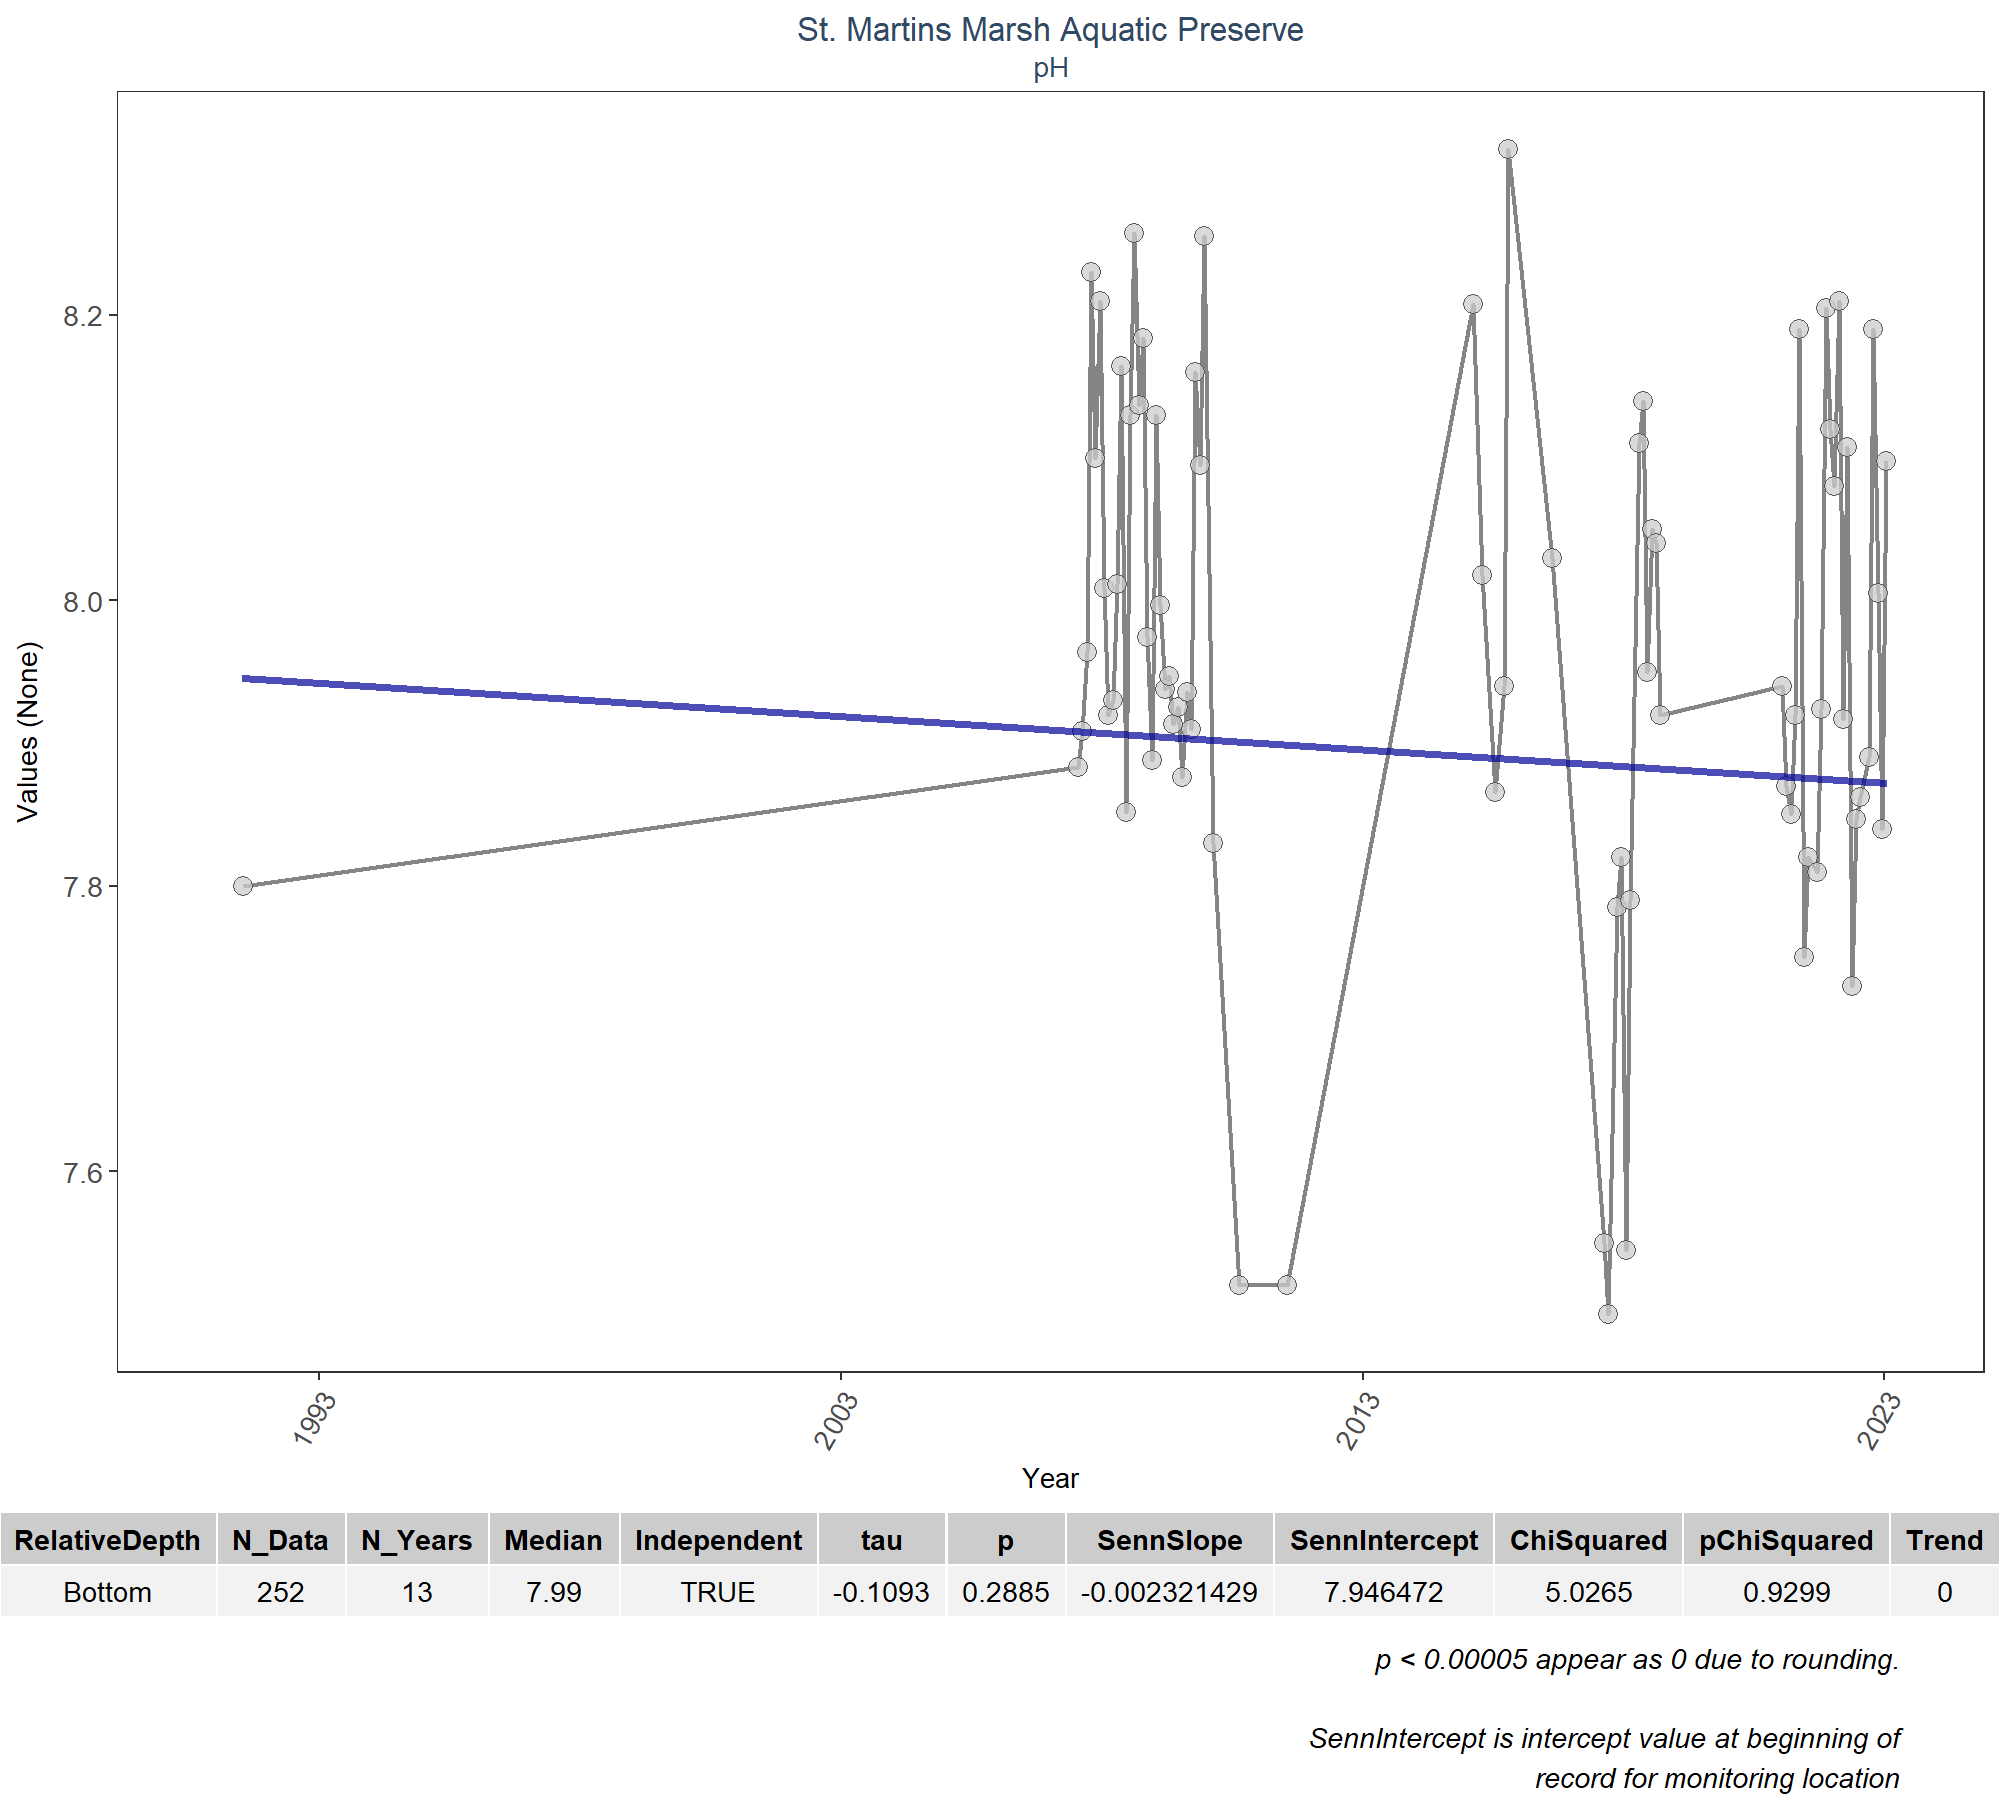 St. Martins Marsh Aquatic Preserve
pH
Values (None)
8.2
8.0
7.8
7.6
1993
2003
2013
2023
Year
RelativeDepth N_Data N_Years Median Independent tau p SennSlope SennIntercept ChiSquared pChiSquared Trend
Bottom 252 13 7.99 TRUE -0.1093 0.2885 -0.002321429 7.946472 5.0265 0.9299 0
p < 0.00005 appear as 0 due to rounding.
SennIntercept is intercept value at beginning of
record for monitoring location